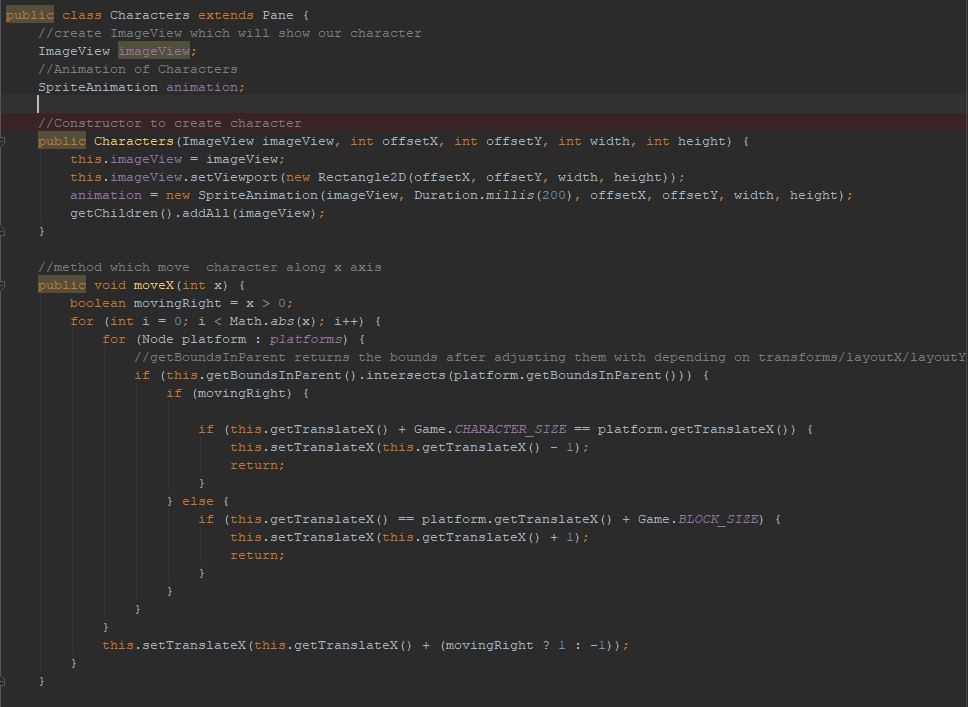 public class Characters extends Pane {
    //create ImageView which will show our character
    ImageView imageView;
    //Animation of Characters
    SpriteAnimation animation;

    //Constructor to create character
    public Characters(ImageView imageView, int offsetX, int offsetY, int width, int height) {
        this.imageView = imageView;
        this.imageView.setViewport(new Rectangle2D(offsetX, offsetY, width, height));
        animation = new SpriteAnimation(imageView, Duration.millis(200), offsetX, offsetY, width, height);
        getChildren().addAll(imageView);
    }

    //method which move  character along x axis
    public void moveX(int x) {
        boolean movingRight = x > 0;
        for (int i = 0; i < Math.abs(x); i++) {
            for (Node platform : platforms) {
                //getBoundsInParent returns the bounds after adjusting them with depending on transforms/layoutX/layoutY
                if (this.getBoundsInParent().intersects(platform.getBoundsInParent())) {
                    if (movingRight) {

                        if (this.getTranslateX() + Game.CHARACTER_SIZE == platform.getTranslateX()) {
                            this.setTranslateX(this.getTranslateX() - 1);
                            return;
                        }
                    } else {
                        if (this.getTranslateX() == platform.getTranslateX() + Game.BLOCK_SIZE) {
                            this.setTranslateX(this.getTranslateX() + 1);
                            return;
                        }
                    }
                }
            }
            this.setTranslateX(this.getTranslateX() + (movingRight ? 1 : -1));
        }
    }